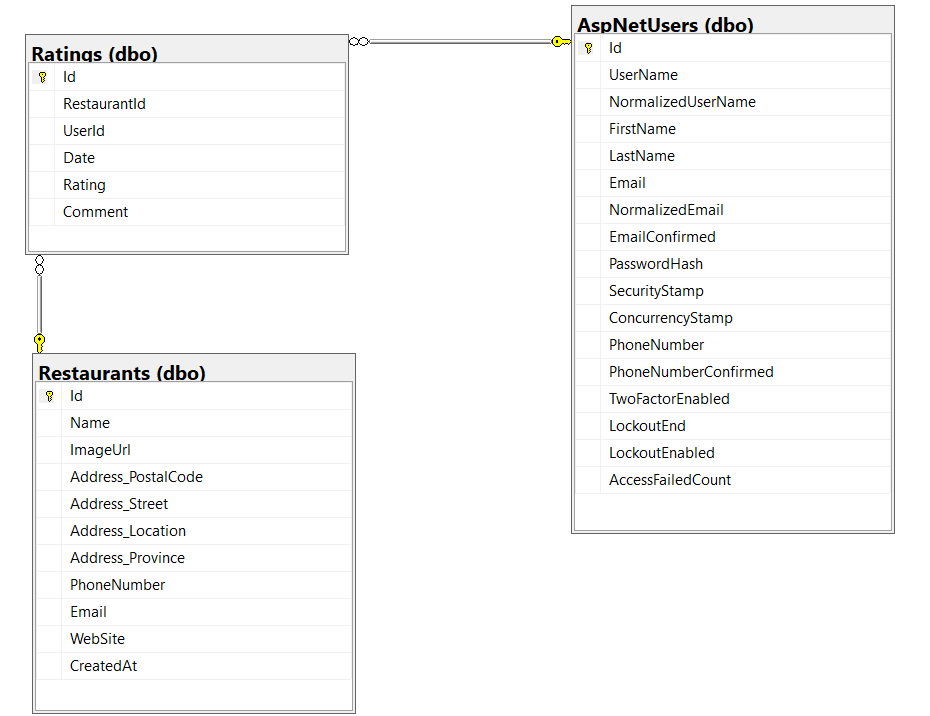 Ratings (dbo)
Id
RestaurantId
UserId
Date
Rating
Comment
AspNetUsers (dbo)
Id
UserName
NormalizedUserName
FirstName
LastName
Email
NormalizedEmail
EmailConfirmed
PasswordHash
SecurityStamp
ConcurrencyStamp
PhoneNumber
PhoneNumberConfirmed
TwoFactorEnabled
LockoutEnd
LockoutEnabled
AccessFailedCount
Restaurants (dbo)
Id
Name
ImageUrl
Address_PostalCode
Address_Street
Address_Location
Address_Province
PhoneNumber
Email
WebSite
CreatedAt